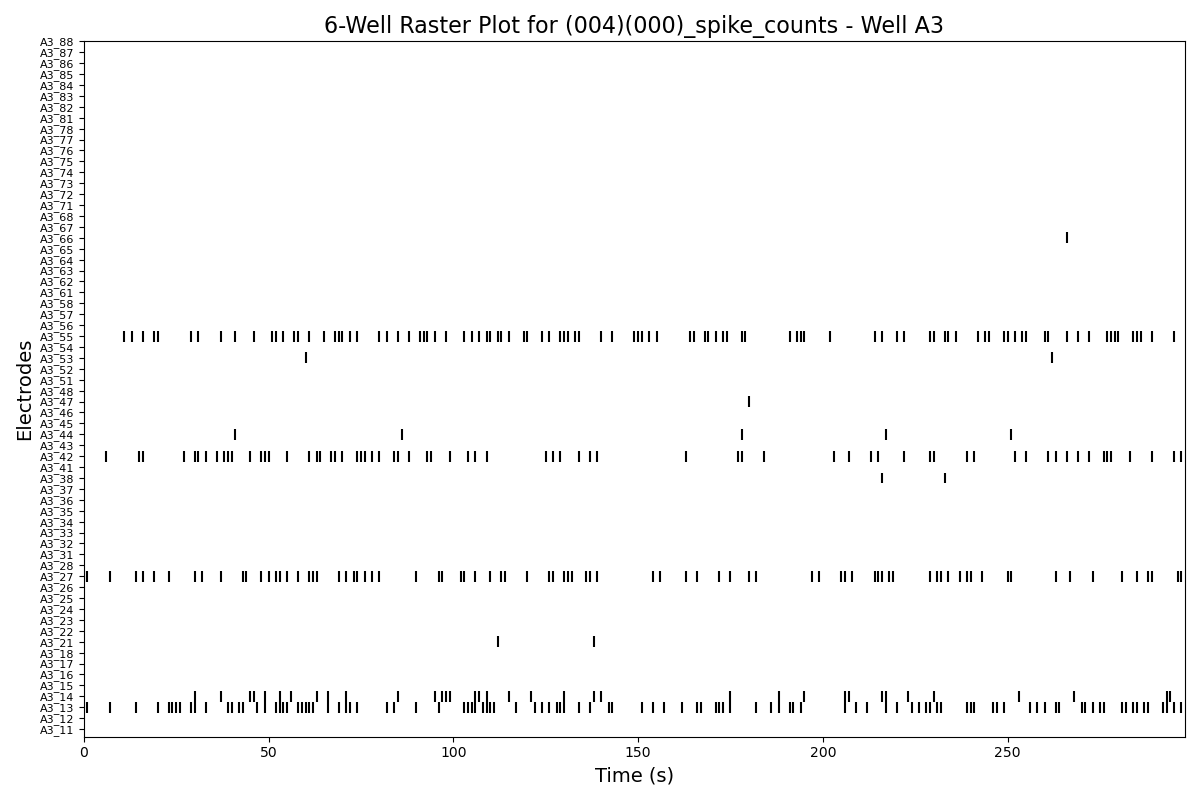 6-Well Raster Plot for (004)(000)_spike_counts - Well A3
Electrodes
A3_88
A3_87
A3_86
A3_85
A3_84
A3_83
A3_82
A3_81
A3_78
A3_77
A3_76
A3_75
A3_74
A3_73
A3_72
A3_71
A3_68
A3_67
A3_66
A3_65
A3_64
A3_63
A3_62
A3_61
A3_58
A3_57
A3_56
A3_55
A3_54
A3_53
A3_52
A3_51
A3_48
A3_47
A3_46
A3_45
A3_44
A3_43
A3_42
A3_41
A3_38
A3_37
A3_36
A3_35
A3_34
A3_33
A3_32
A3_31
A3_28
A3_27
A3_26
A3_25
A3_24
A3_23
A3_22
A3_21
A3_18
A3_17
A3_16
A3_15
A3_14
A3_13
A3_12
A3_11
0 50 100 150 200 250
Time (s)